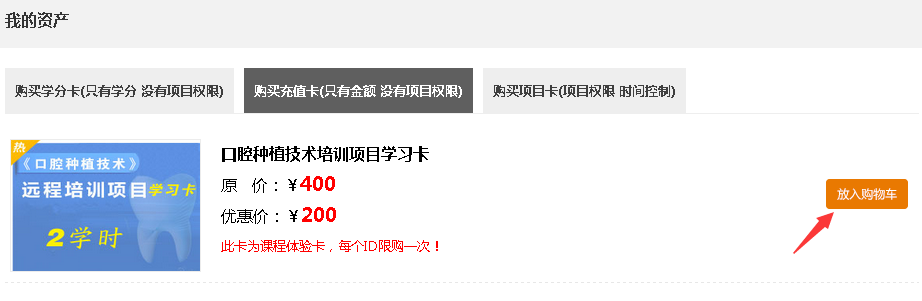 我的资产
购买学分卡(只有学分 没有项目权限)
购买充值卡(只有金额 没有项目权限)
购买项目卡(项目权限 时间控制)
热
《口腔种植技术》
远程培训项目学习卡
2学时
口腔种植技术培训项目学习卡
原 价：￥400
优惠价：￥200
此卡为课程体验卡，每个ID限购一次！
放入购物车